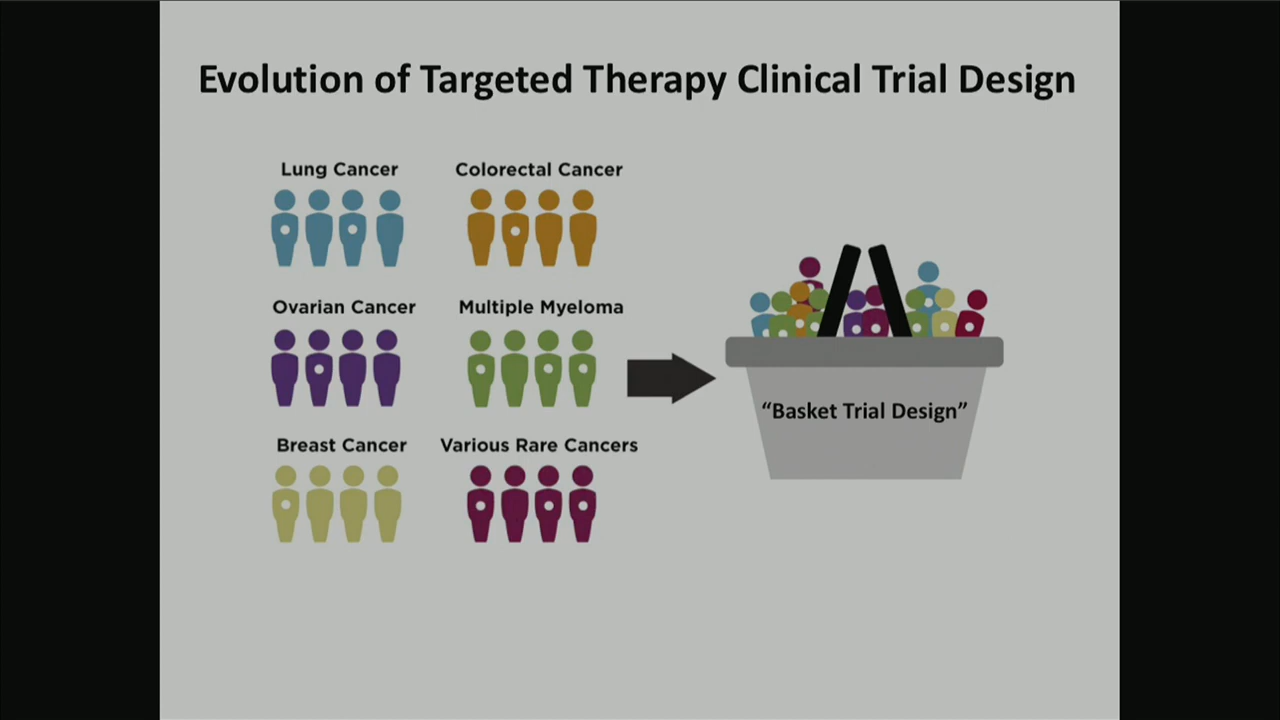 Evolution of Targeted Therapy Clinical Trial Design
Lung Cancer
Colorectal Cancer
Ovarian Cancer
Multiple Myeloma
Breast Cancer
Various Rare Cancers
“Basket Trial Design”